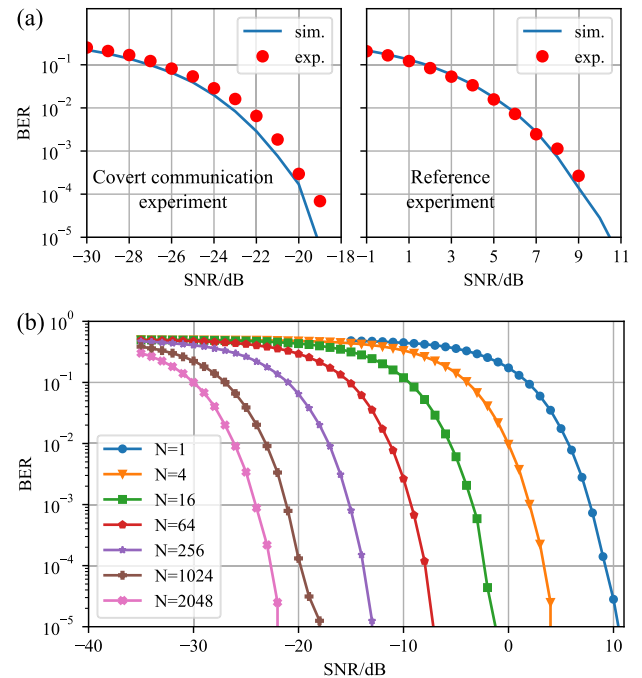 (a)
sim.
exp.
sim.
exp.
10⁻¹
10⁻²
10⁻³
10⁻⁴
10⁻⁵
BER
Covert communication
experiment
Reference
experiment
−30 −28 −26 −24 −22 −20 −18
−1 1 3 5 7 9 11
SNR/dB
SNR/dB
(b)
10⁰
10⁻¹
10⁻²
10⁻³
10⁻⁴
10⁻⁵
BER
N=1
N=4
N=16
N=64
N=256
N=1024
N=2048
−40 −30 −20 −10 0 10
SNR/dB